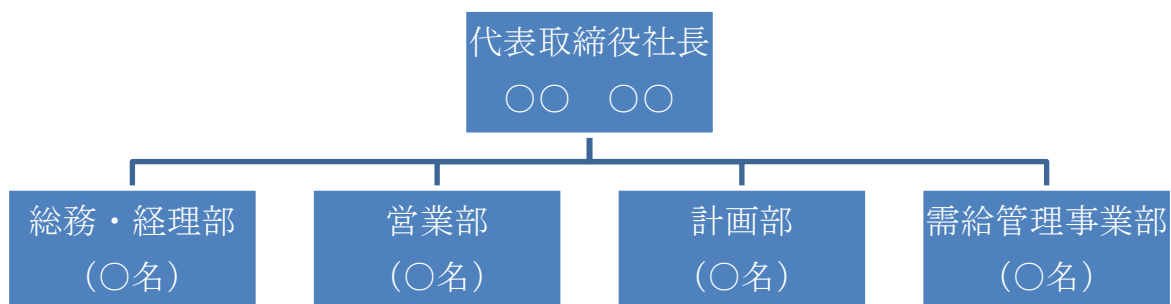 代表取締役社長
○○　○○
総務・経理部
（○名）
営業部
（○名）
計画部
（○名）
需給管理事業部
（○名）